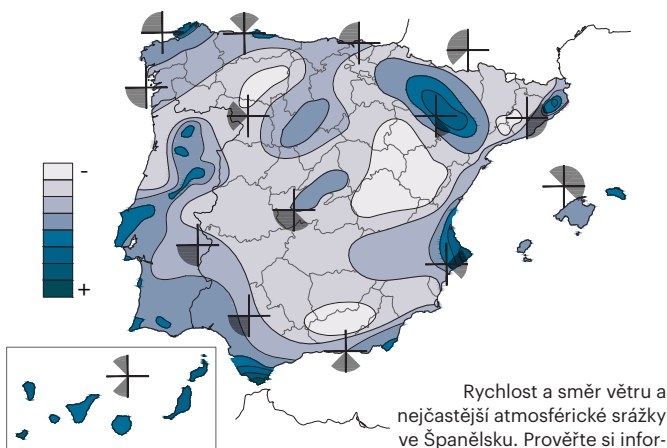 -
+
Rychlost a směr větru a
nejčastější atmosférické srážky
ve Španělsku. Prověřte si infor-